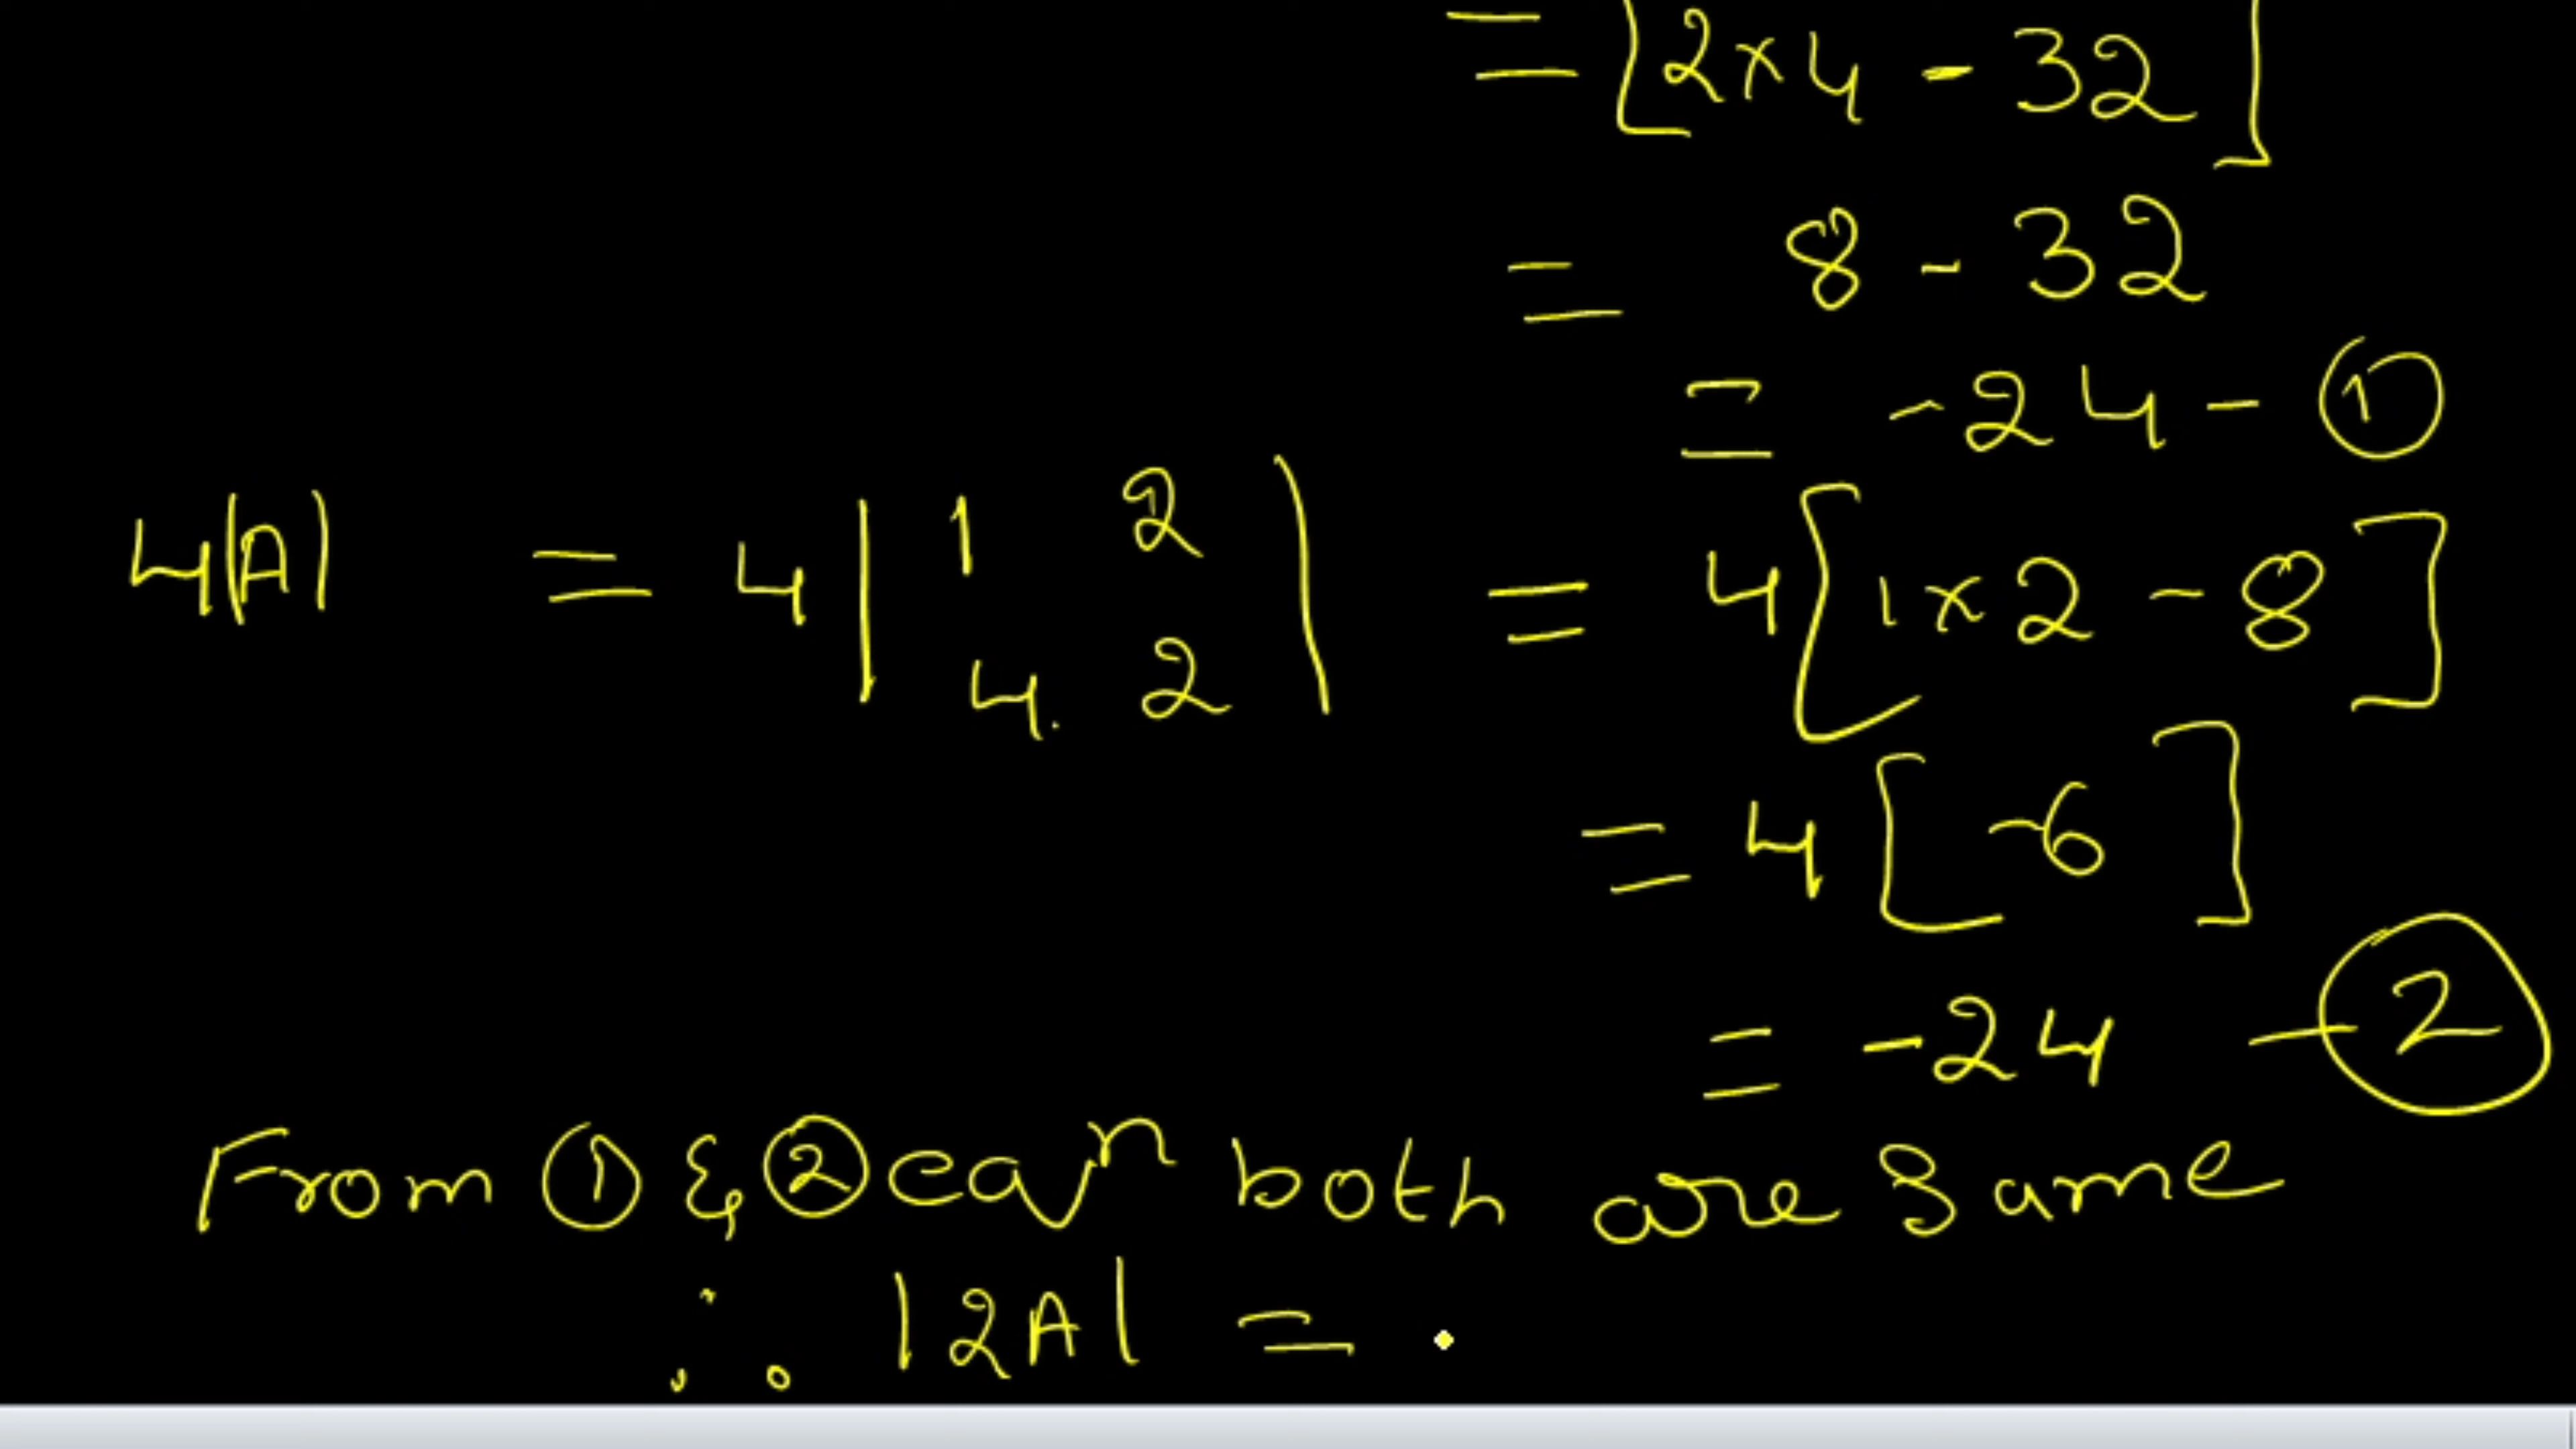 = [2×4 - 32]
= 8 - 32
= -24 - ①
4|A| = 4 | 1 2
4. 2 | = 4[1×2 - 8]
= 4[-6]
= -24 - ②
From ① & ② eqn both are same
∴ |2A| =